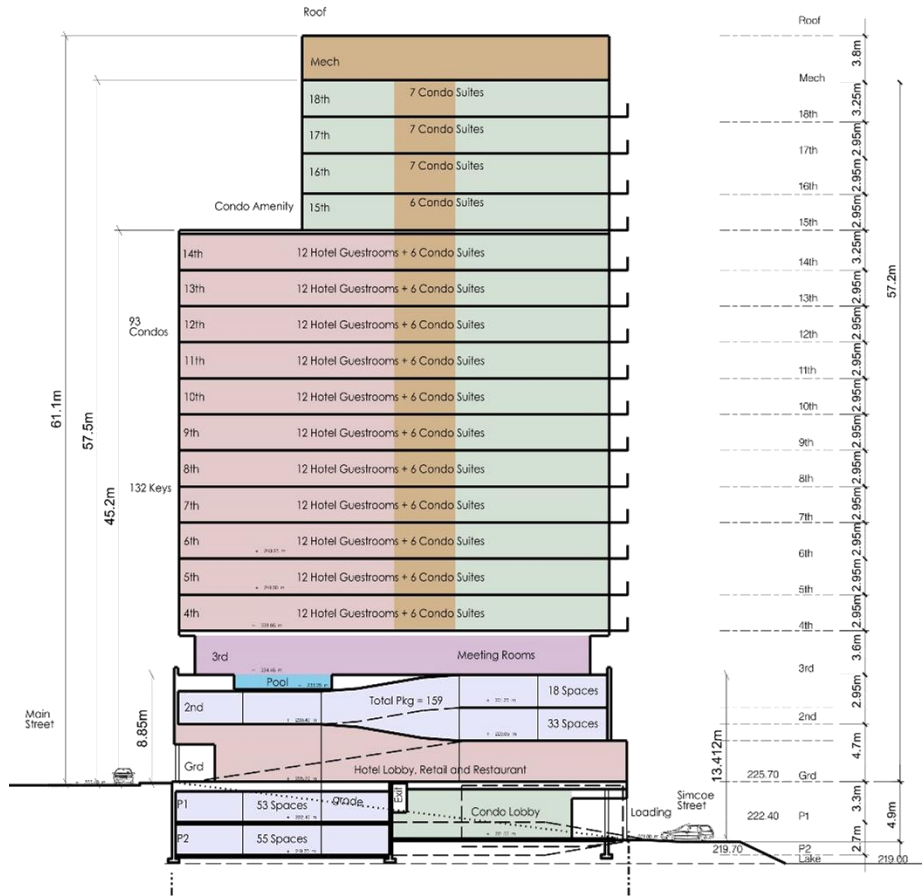 Roof
Roof
3.8m
Mech
Mech
18th
7 Condo Suites
3.25m
18th
17th
7 Condo Suites
2.95m
17th
16th
7 Condo Suites
2.95m
16th
Condo Amenity
15th
6 Condo Suites
2.95m
15th
14th
12 Hotel Guestrooms + 6 Condo Suites
3.25m
14th
13th
12 Hotel Guestrooms + 6 Condo Suites
2.95m
13th
93
Condos
12th
12 Hotel Guestrooms + 6 Condo Suites
2.95m
12th
57.2m
11th
12 Hotel Guestrooms + 6 Condo Suites
2.95m
11th
61.1m
57.5m
45.2m
10th
12 Hotel Guestrooms + 6 Condo Suites
2.95m
10th
9th
12 Hotel Guestrooms + 6 Condo Suites
2.95m
9th
8th
12 Hotel Guestrooms + 6 Condo Suites
2.95m
8th
132 Keys
7th
12 Hotel Guestrooms + 6 Condo Suites
2.95m
7th
6th
12 Hotel Guestrooms + 6 Condo Suites
2.95m
6th
5th
12 Hotel Guestrooms + 6 Condo Suites
2.95m
5th
4th
12 Hotel Guestrooms + 6 Condo Suites
2.95m
4th
3rd
Meeting Rooms
3.6m
3rd
Pool
18 Spaces
2.95m
2nd
Total Pkg = 159
33 Spaces
2nd
Main
Street
8.85m
13.412m
4.7m
Grd
Hotel Lobby, Retail and Restaurant
225.70
Grd
P1
53 Spaces
grade
Exit
Condo Lobby
Loading
Simcoe
Street
222.40
P1
3.3m
4.9m
P2
55 Spaces
219.70
P2
2.7m
Lake
219.00